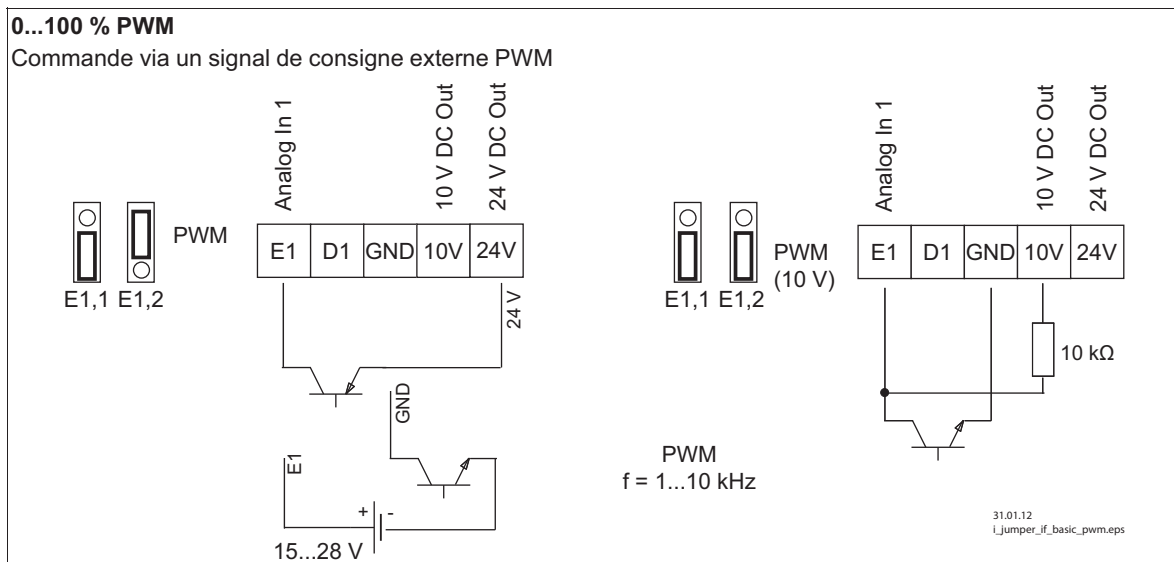 0...100 % PWM
Commande via un signal de consigne externe PWM
Analog In 1
10 V DC Out
24 V DC Out
E1,1 E1,2
PWM
E1 D1 GND 10V 24V
24 V
GND
E1
+ -
15...28 V
Analog In 1
10 V DC Out
24 V DC Out
E1,1 E1,2
PWM
(10 V)
E1 D1 GND 10V 24V
10 kΩ
PWM
f = 1...10 kHz
31.01.12
i_jumper_if_basic_pwm.eps